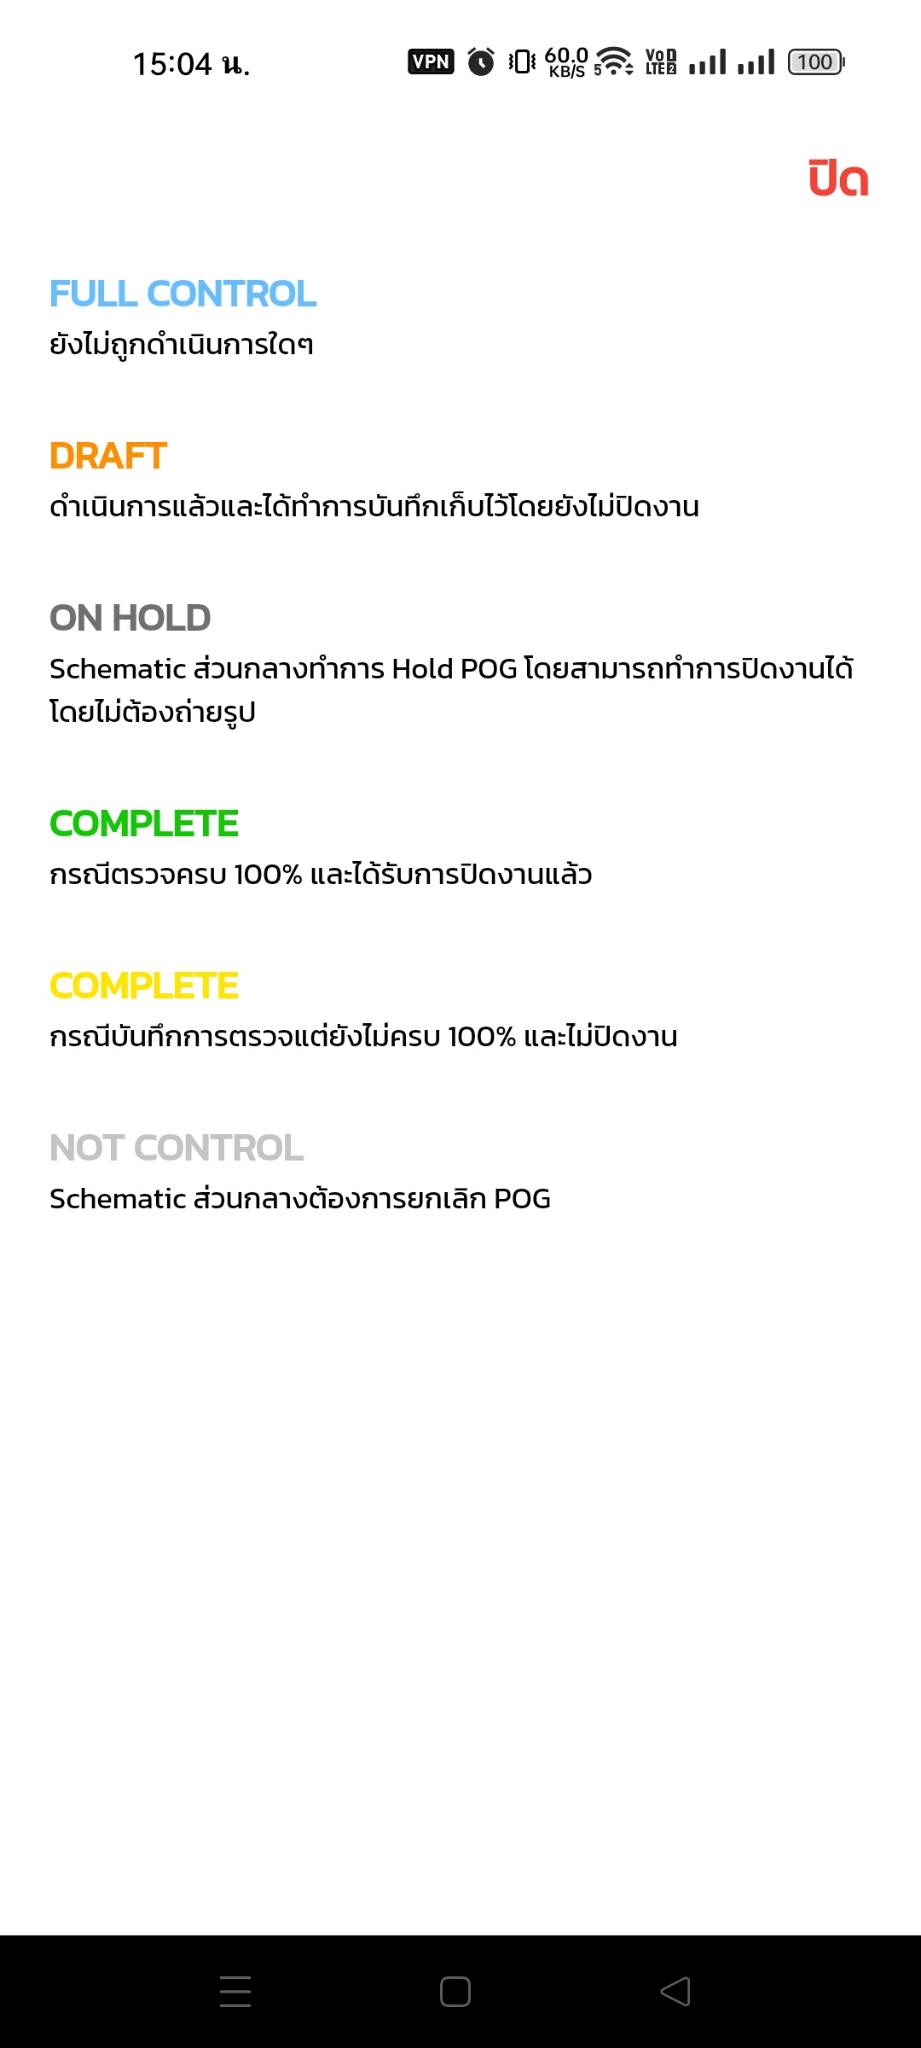 15:04 น.
VPN 60.0 KB/S 5 VoD LTE 2 100
ปิด
FULL CONTROL
ยังไม่ถูกดำเนินการใดๆ
DRAFT
ดำเนินการแล้วและได้ทำการบันทึกเก็บไว้โดยยังไม่ปิดงาน
ON HOLD
Schematic ส่วนกลางทำการ Hold POG โดยสามารถทำการปิดงานได้
โดยไม่ต้องถ่ายรูป
COMPLETE
กรณีตรวจครบ 100% และได้รับการปิดงานแล้ว
COMPLETE
กรณีบันทึกการตรวจแต่ยังไม่ครบ 100% และไม่ปิดงาน
NOT CONTROL
Schematic ส่วนกลางต้องการยกเลิก POG